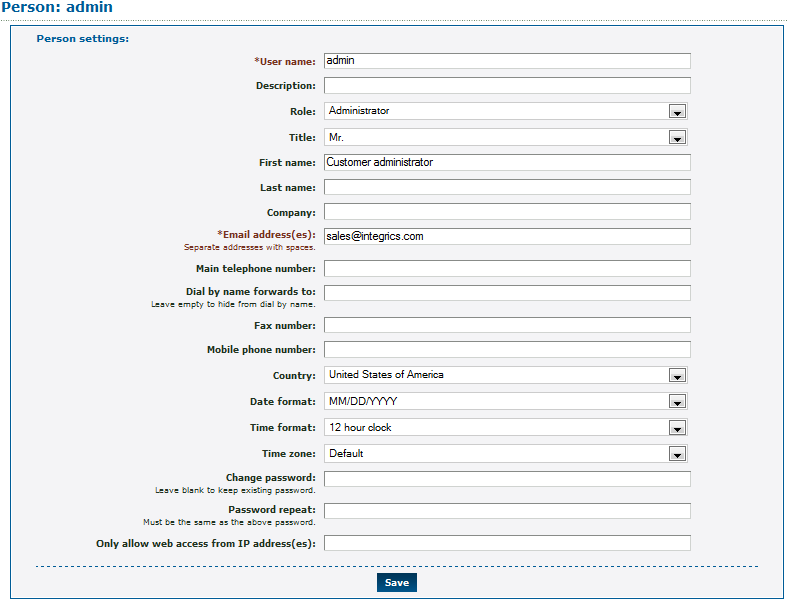 Person: admin
Person settings:
*User name: admin
Description:
Role: Administrator
Title: Mr.
First name: Customer administrator
Last name:
Company:
*Email address(es): sales@integrics.com
Separate addresses with spaces.
Main telephone number:
Dial by name forwards to:
Leave empty to hide from dial by name.
Fax number:
Mobile phone number:
Country: United States of America
Date format: MM/DD/YYYY
Time format: 12 hour clock
Time zone: Default
Change password:
Leave blank to keep existing password.
Password repeat:
Must be the same as the above password.
Only allow web access from IP address(es):
Save